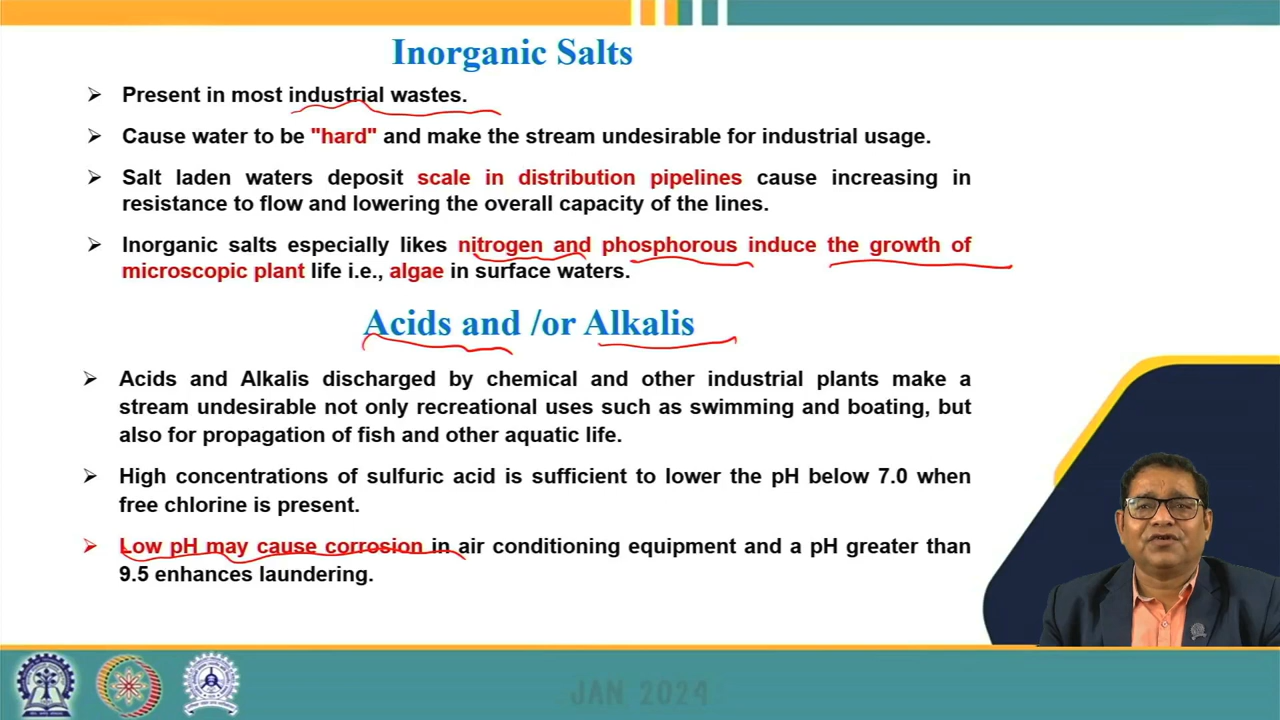 Inorganic Salts
➢ Present in most industrial wastes.
➢ Cause water to be "hard" and make the stream undesirable for industrial usage.
➢ Salt laden waters deposit scale in distribution pipelines cause increasing in
resistance to flow and lowering the overall capacity of the lines.
➢ Inorganic salts especially likes nitrogen and phosphorous induce the growth of
microscopic plant life i.e., algae in surface waters.
Acids and /or Alkalis
➢ Acids and Alkalis discharged by chemical and other industrial plants make a
stream undesirable not only recreational uses such as swimming and boating, but
also for propagation of fish and other aquatic life.
➢ High concentrations of sulfuric acid is sufficient to lower the pH below 7.0 when
free chlorine is present.
➢ Low pH may cause corrosion in air conditioning equipment and a pH greater than
9.5 enhances laundering.
JAN 2024